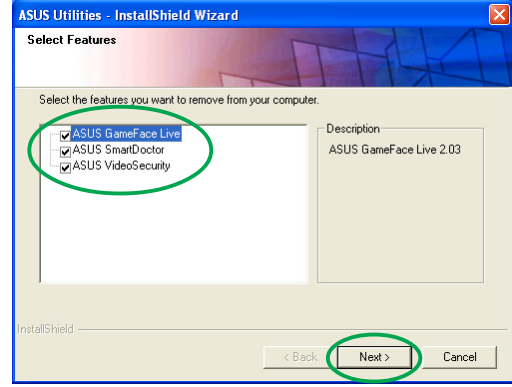 ASUS Utilities - InstallShield Wizard
Select Features
Select the features you want to remove from your computer.
ASUS GameFace Live
ASUS SmartDoctor
ASUS VideoSecurity
Description
ASUS GameFace Live 2.03
InstallShield
< Back
Next >
Cancel